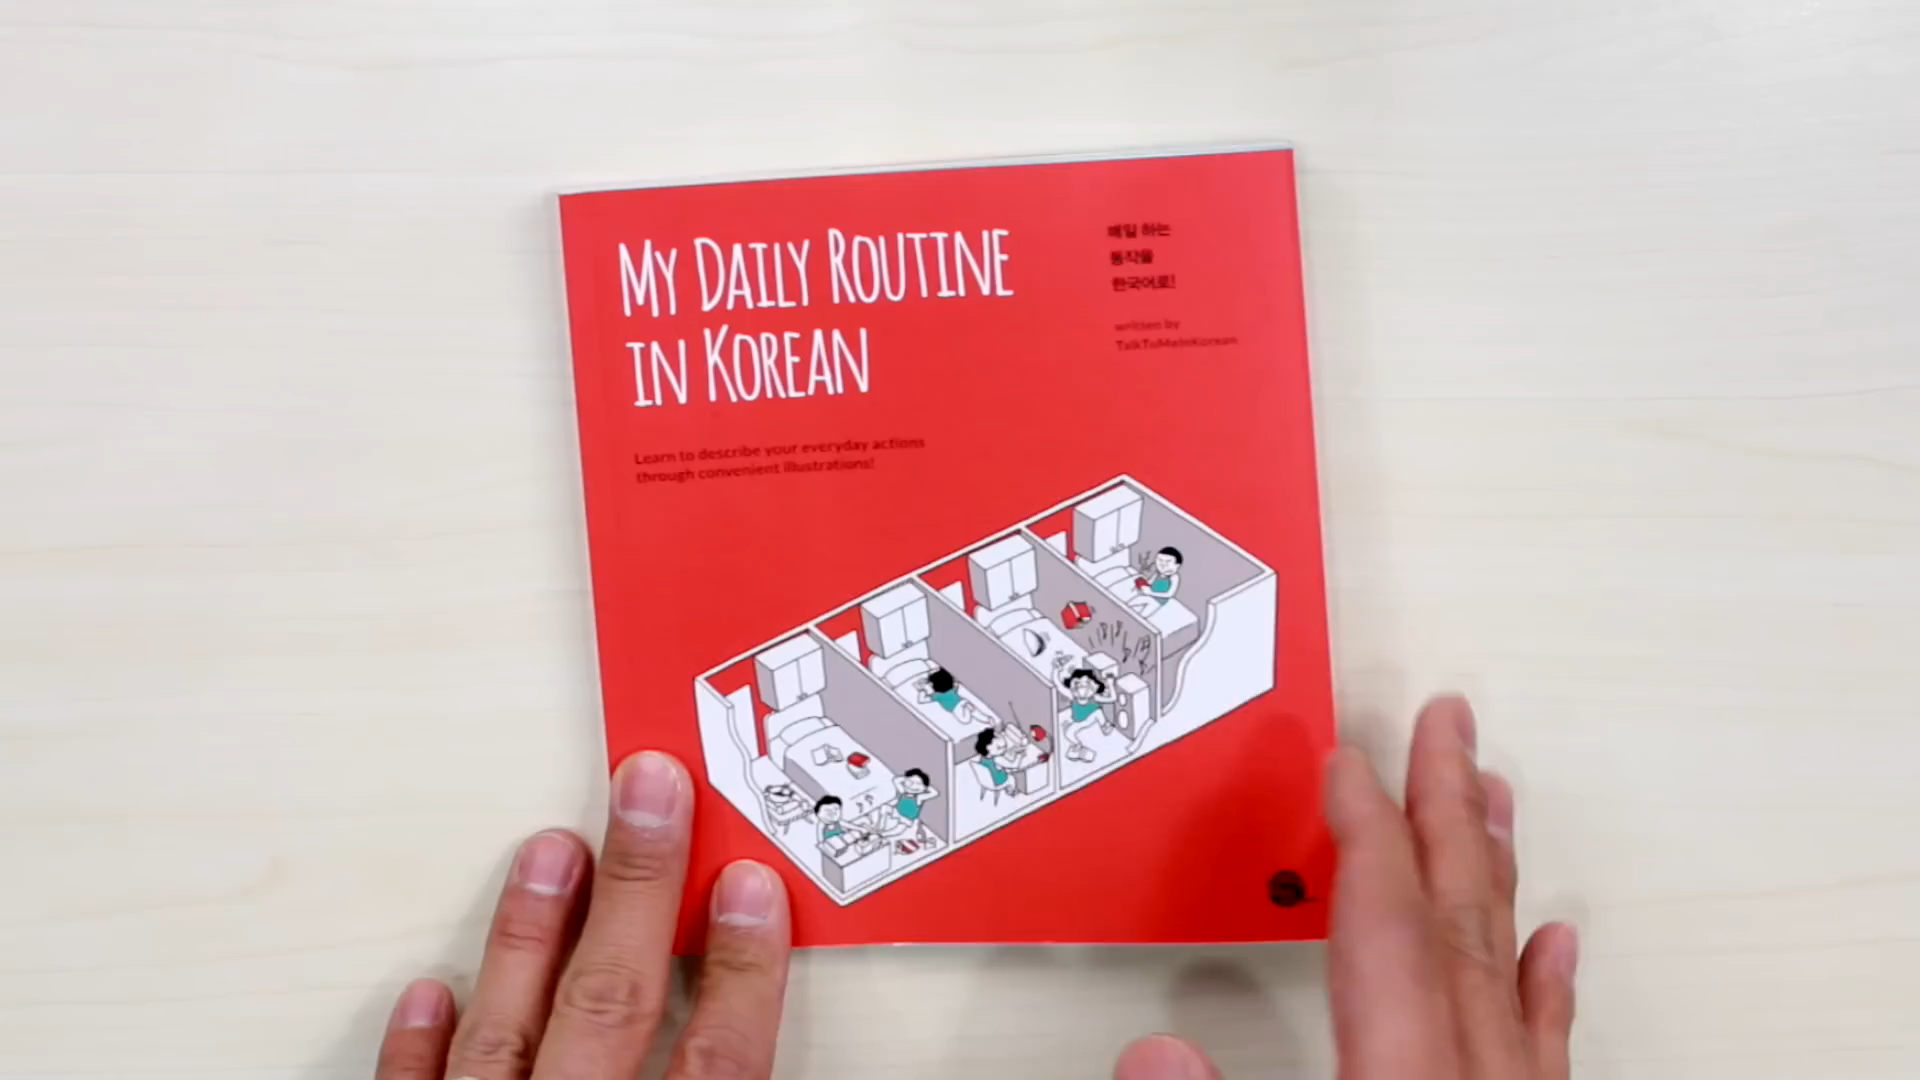 MY DAILY ROUTINE
IN KOREAN
매일 하는
동작을
한국어로!
written by
TalkToMeInKorean
Learn to describe your everyday actions
through convenient illustrations!